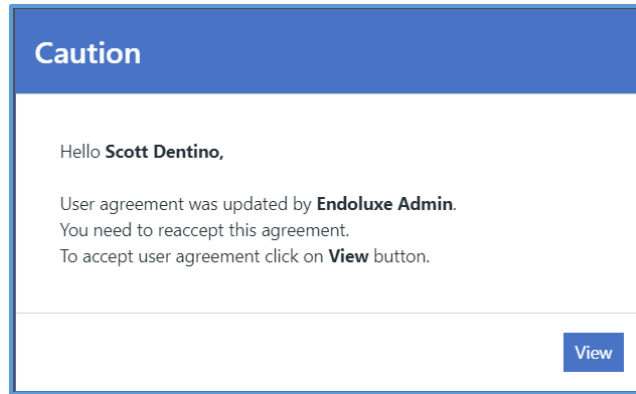 Caution
Hello Scott Dentino,
User agreement was updated by Endoluxe Admin.
You need to reaccept this agreement.
To accept user agreement click on View button.
View